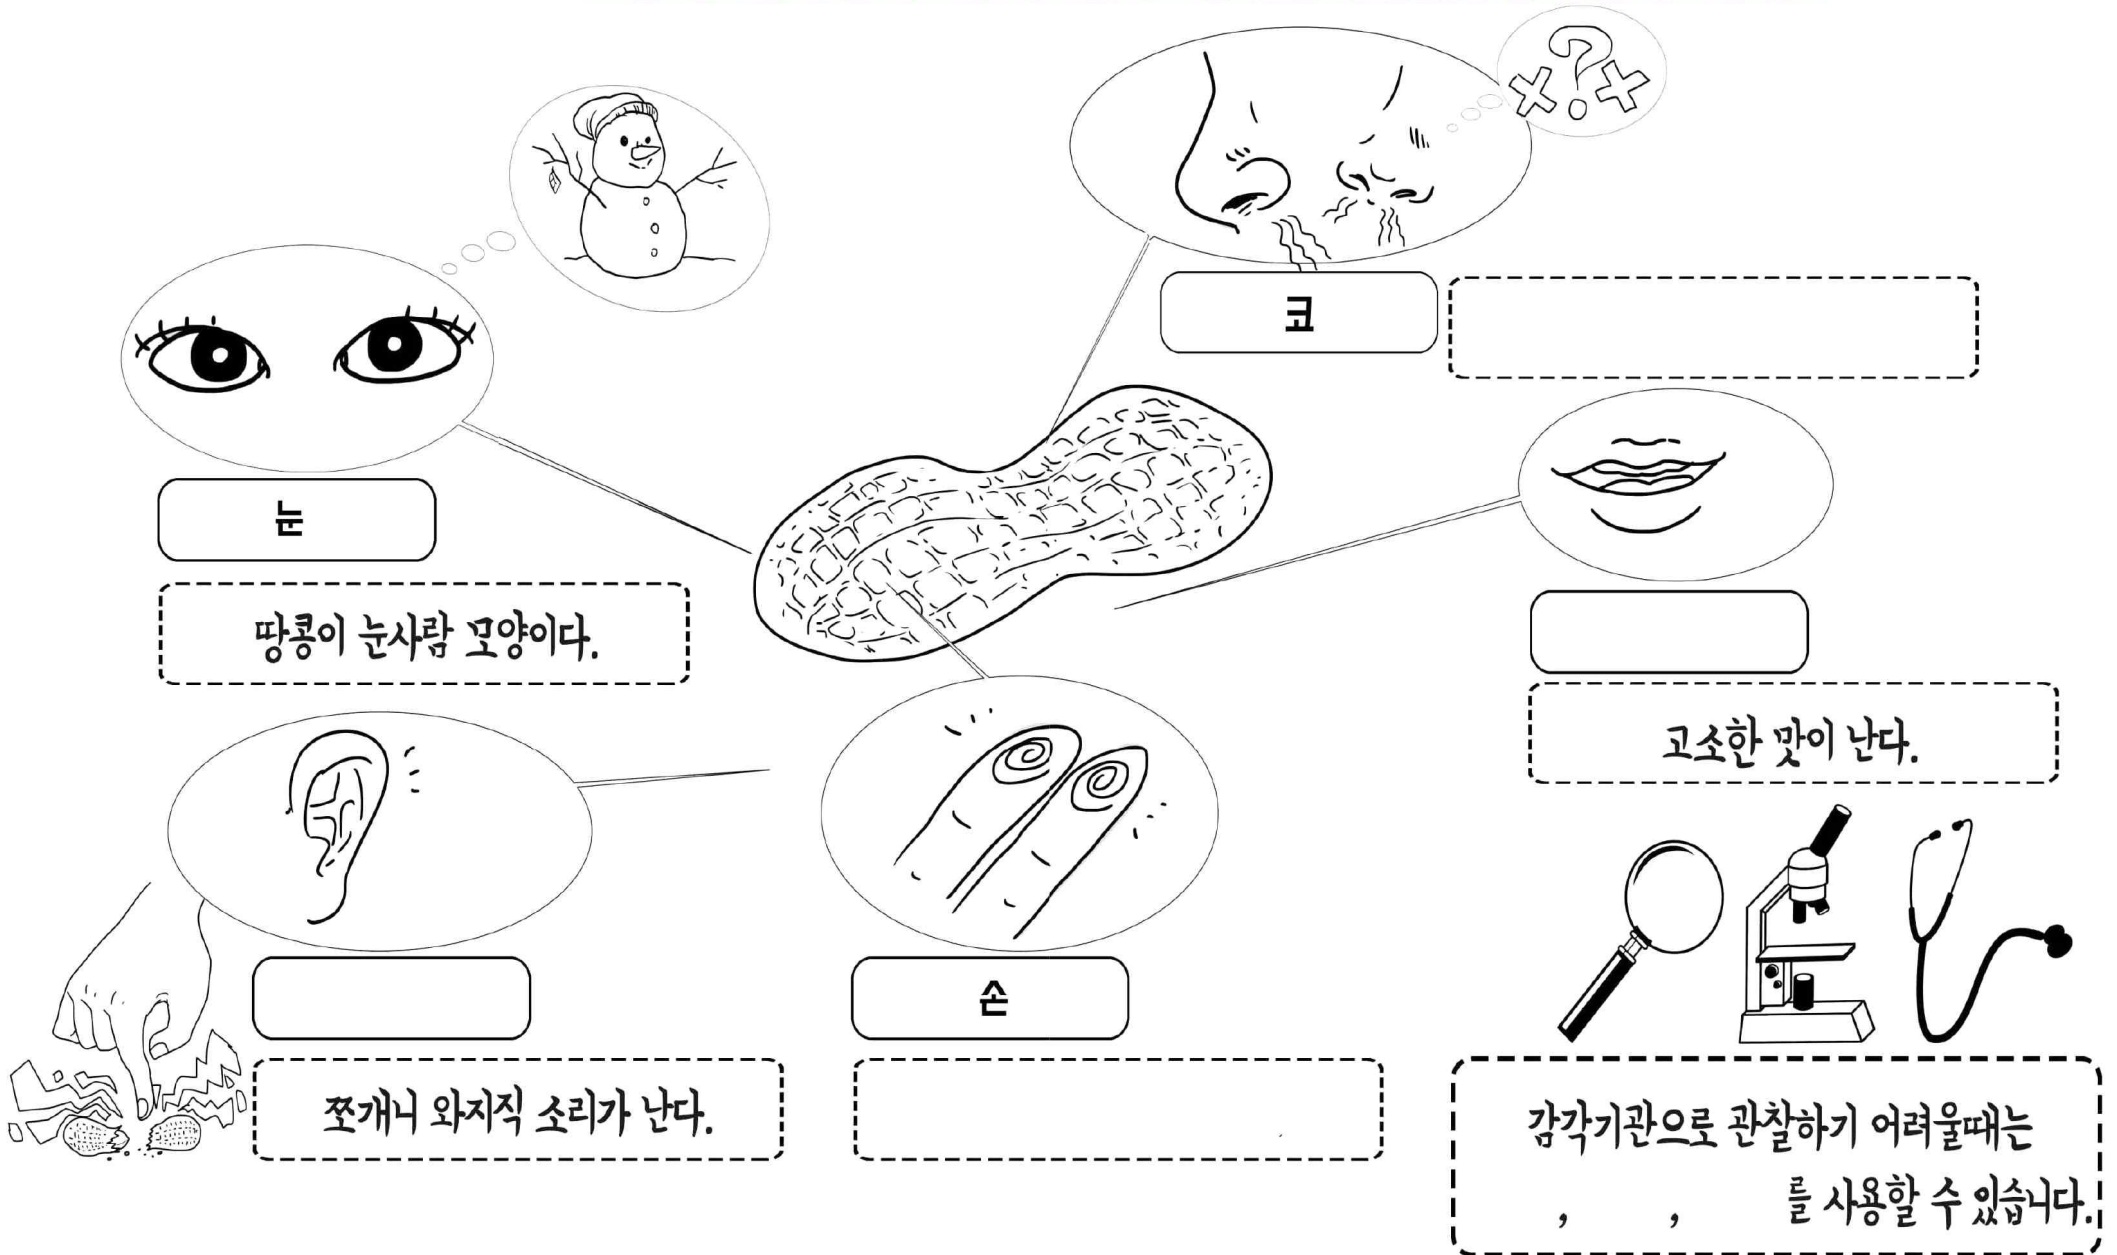 코
눈
땅콩이 눈사람 모양이다.
고소한 맛이 난다.
손
쪼개니 와지직 소리가 난다.
감각기관으로 관찰하기 어려울때는
, , 를 사용할 수 있습니다.